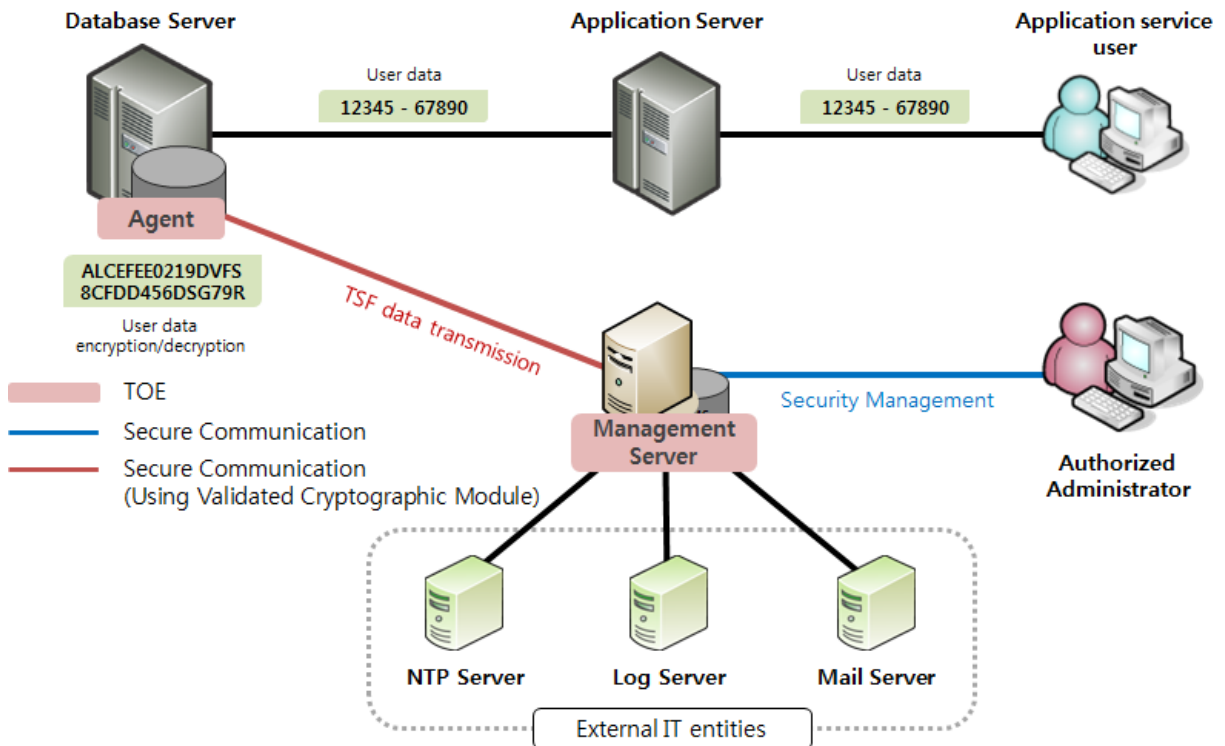 Database Server
Application Server
Application service
user
User data
12345 - 67890
User data
12345 - 67890
Agent
ALCEFEE0219DVFS
8CFDD456DSG79R
User data
encryption/decryption
TSF data transmission
TOE
Secure Communication
Secure Communication
(Using Validated Cryptographic Module)
Management
Server
Security Management
Authorized
Administrator
NTP Server
Log Server
Mail Server
External IT entities